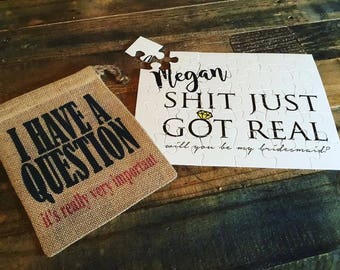 I HAVE A
QUESTION
it's really very important
Megan
SHIT JUST
GOT REAL
will you be my bridesmaid?